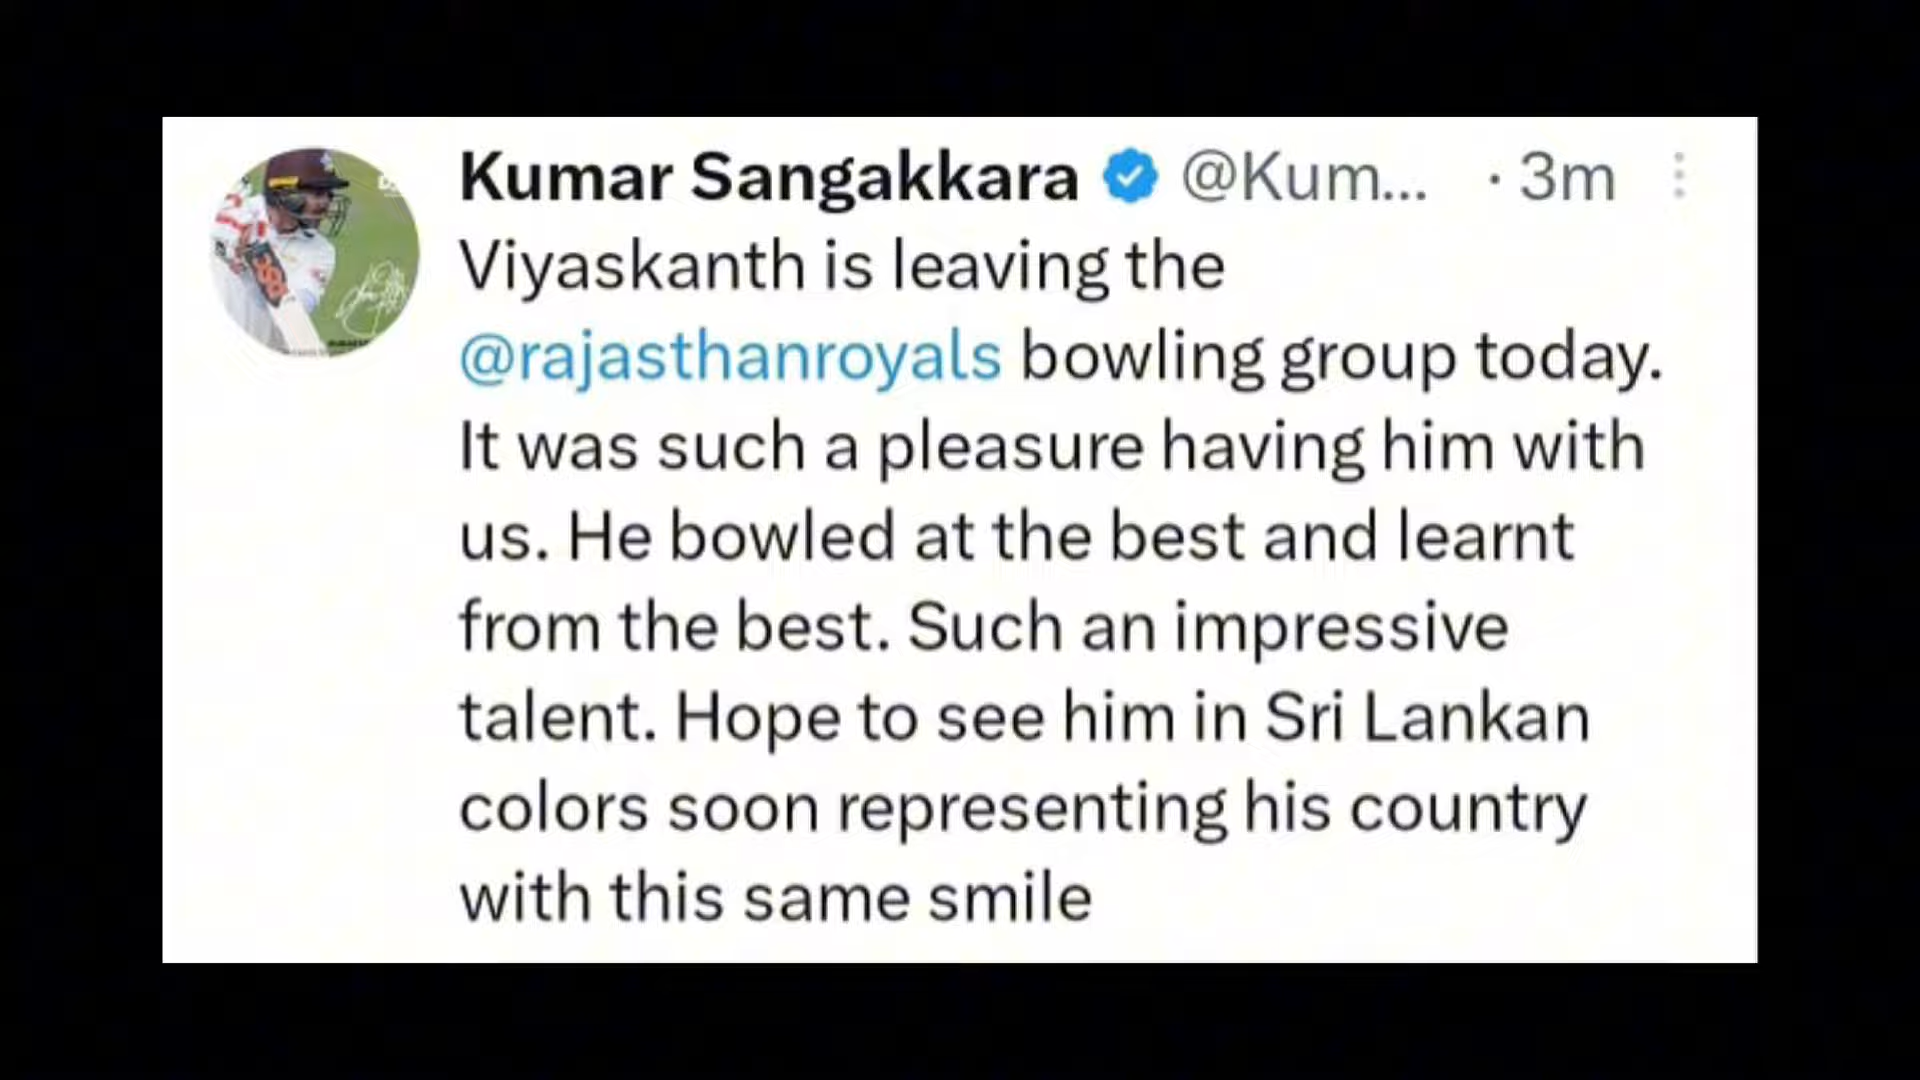 Kumar Sangakkara @Kum... · 3m
Viyaskanth is leaving the
@rajasthanroyals bowling group today.
It was such a pleasure having him with
us. He bowled at the best and learnt
from the best. Such an impressive
talent. Hope to see him in Sri Lankan
colors soon representing his country
with this same smile